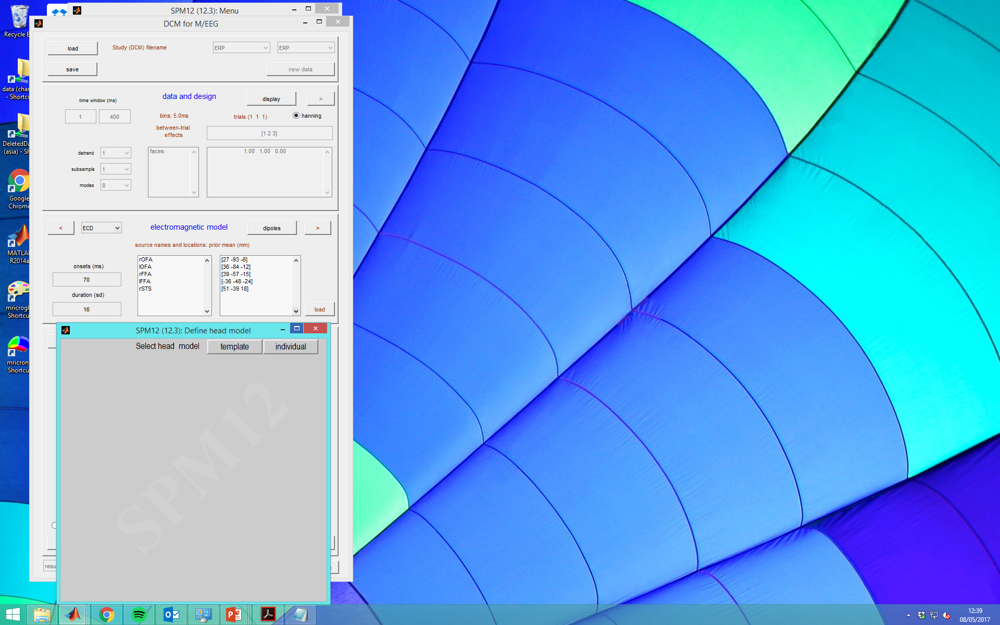 SPM12 (12.3): Menu
DCM for M/EEG
load
Study (DCM) filename
ERP
ERP
save
new data
time window (ms)
data and design
display
>
1
400
bins: 5.0ms
trials (1 1 1)
hanning
between-trial
effects
[1 2 3]
detrend
1
faces
1.00 1.00 0.00
subsample
1
modes
8
<
ECD
electromagnetic model
dipoles
>
source names and locations: prior mean (mm)
onsets (ms)
70
duration (sd)
16
rOFA
lOFA
rFFA
lFFA
rSTS
[27 -93 -6]
[36 -84 -12]
[39 -57 -15]
[-36 -48 -24]
[51 -39 18]
load
SPM12 (12.3): Define head model
Select head model
template
individual
SPM12
resu
Recycle B
data (char
- Shortcu
DeletedDa
(asia) - Sh
Google
Chrome
MATLA
R2014a
mricrogl
Shortcu
mricron
Shortcu
12:39
08/05/2017